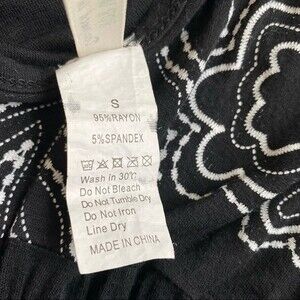 S
95%RAYON
5%SPANDEX
Wash in 30℃
Do Not Bleach
Do Not Tumble Dry
Do Not Iron
Line Dry
MADE IN CHINA